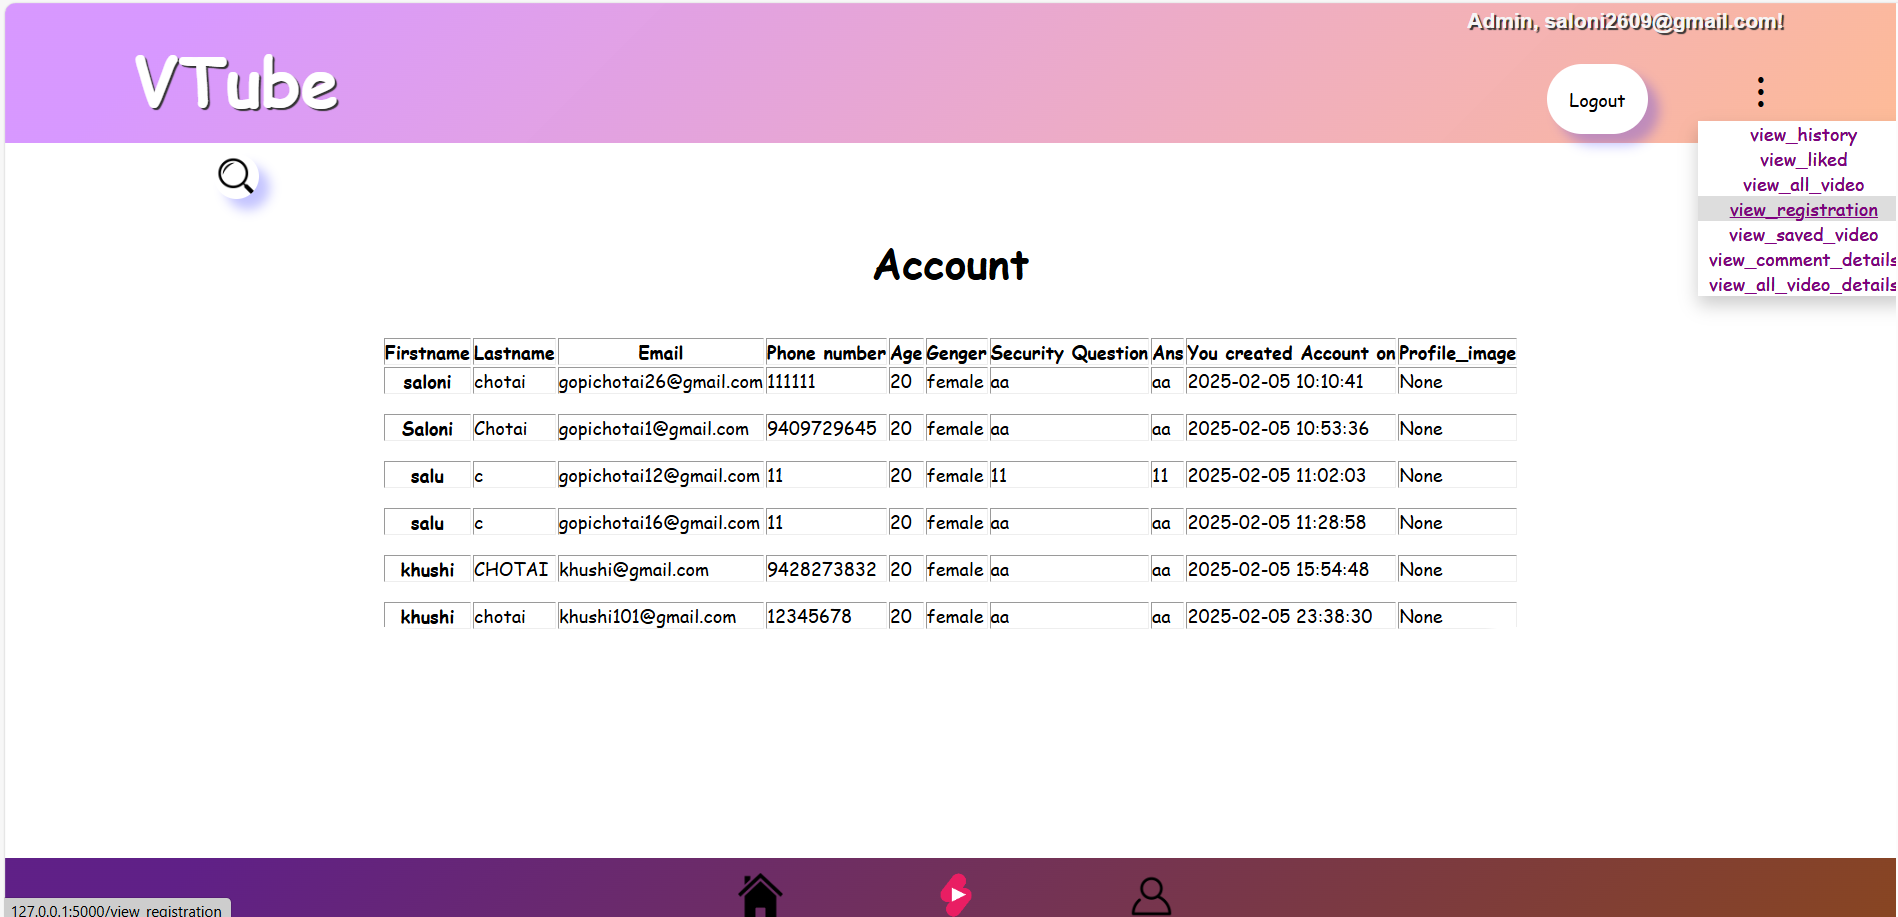 Admin, saloni2609@gmail.com!
VTube
Logout
view_history
view_liked
view_all_video
view_registration
view_saved_video
view_comment_details
view_all_video_details
Account
Firstname Lastname Email Phone number Age Genger Security Question Ans You created Account on Profile_image
saloni chotai gopichotai26@gmail.com 111111 20 female aa aa 2025-02-05 10:10:41 None
Saloni Chotai gopichotai1@gmail.com 9409729645 20 female aa aa 2025-02-05 10:53:36 None
salu c gopichotai12@gmail.com 11 20 female 11 11 2025-02-05 11:02:03 None
salu c gopichotai16@gmail.com 11 20 female aa aa 2025-02-05 11:28:58 None
khushi CHOTAI khushi@gmail.com 9428273832 20 female aa aa 2025-02-05 15:54:48 None
khushi chotai khushi101@gmail.com 12345678 20 female aa aa 2025-02-05 23:38:30 None
127.0.0.1:5000/view_registration